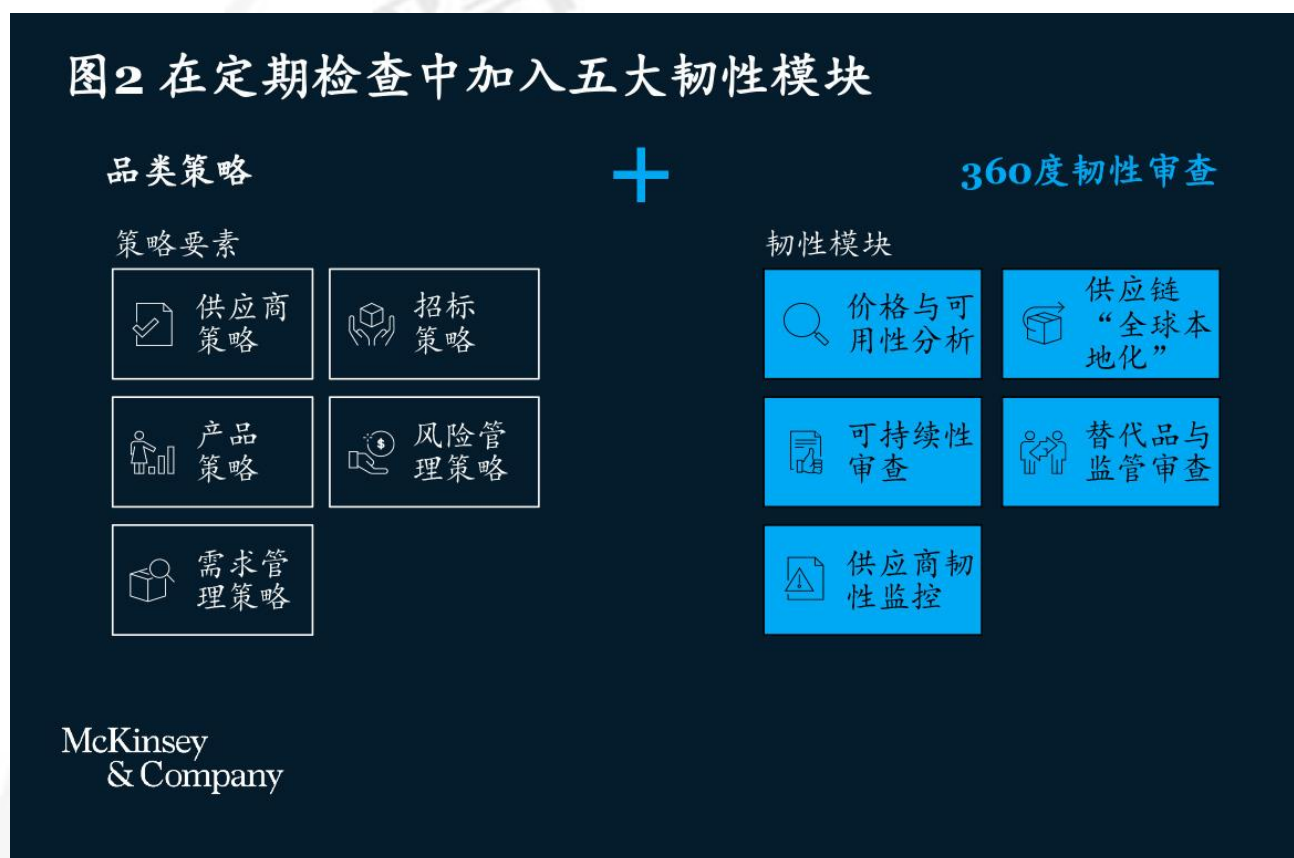 图2 在定期检查中加入五大韧性模块
品类策略
+
360度韧性审查
策略要素
供应商
策略
招标
策略
产品
策略
风险管
理策略
需求管
理策略
韧性模块
价格与可
用性分析
供应链
“全球本
地化”
可持续性
审查
替代品与
监管审查
供应商韧
性监控
McKinsey
& Company